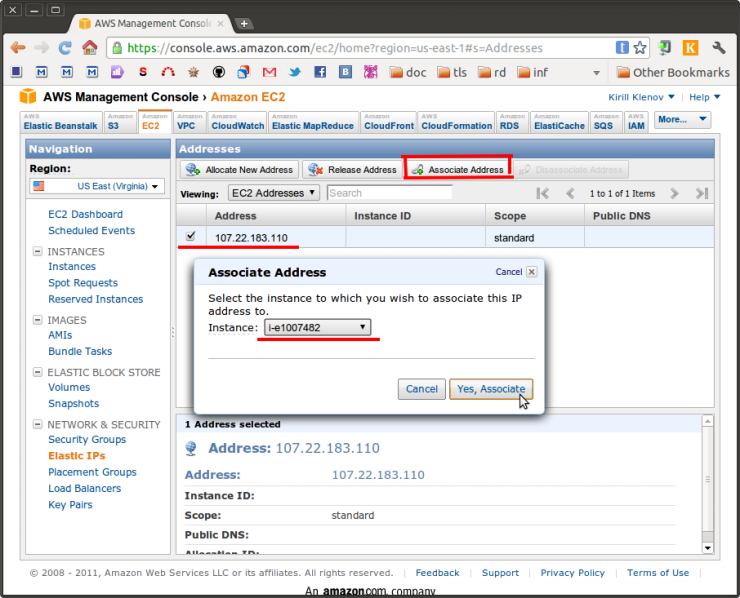 AWS Management Console
https://console.aws.amazon.com/ec2/home?region=us-east-1#s=Addresses
doc tls rd inf Other Bookmarks
AWS Management Console › Amazon EC2 Kirill Klenov Help
AWS Elastic Beanstalk
Amazon S3
Amazon EC2
Amazon VPC
Amazon CloudWatch
Amazon Elastic MapReduce
Amazon CloudFront
AWS CloudFormation
Amazon RDS
Amazon ElastiCache
Amazon SQS
AWS IAM
More...
Navigation
Region:
US East (Virginia)
EC2 Dashboard
Scheduled Events
INSTANCES
Instances
Spot Requests
Reserved Instances
IMAGES
AMIs
Bundle Tasks
ELASTIC BLOCK STORE
Volumes
Snapshots
NETWORK & SECURITY
Security Groups
Elastic IPs
Placement Groups
Load Balancers
Key Pairs
Addresses
Allocate New Address Release Address Associate Address Disassociate Address
Viewing: EC2 Addresses Search 1 to 1 of 1 Items
Address Instance ID Scope Public DNS
107.22.183.110 standard
Associate Address Cancel
Select the instance to which you wish to associate this IP
address to.
Instance: i-e1007482
Cancel Yes, Associate
1 Address selected
Address: 107.22.183.110
Address: 107.22.183.110
Instance ID:
Scope: standard
Public DNS:
Allocation ID:
© 2008 - 2011, Amazon Web Services LLC or its affiliates. All rights reserved. | Feedback | Support | Privacy Policy | Terms of Use |
An amazon.com. company